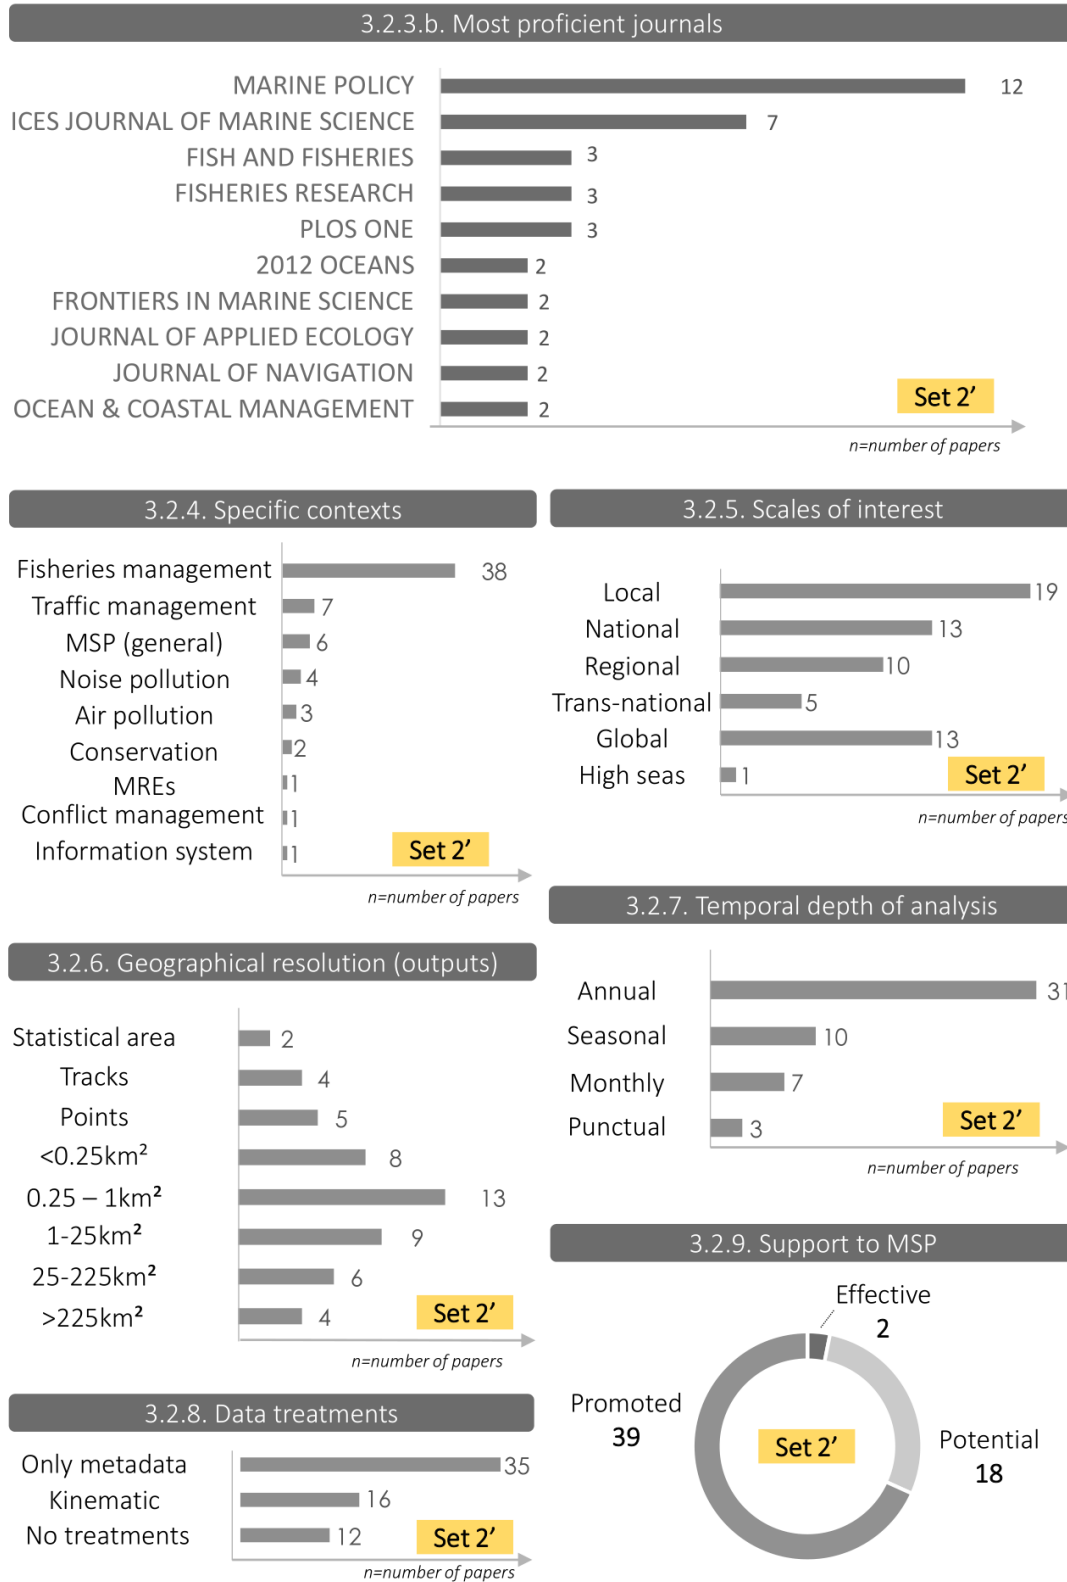 3.2.3.b. Most proficient journals
MARINE POLICY 12
ICES JOURNAL OF MARINE SCIENCE 7
FISH AND FISHERIES 3
FISHERIES RESEARCH 3
PLOS ONE 3
2012 OCEANS 2
FRONTIERS IN MARINE SCIENCE 2
JOURNAL OF APPLIED ECOLOGY 2
JOURNAL OF NAVIGATION 2
OCEAN & COASTAL MANAGEMENT 2
Set 2’
n=number of papers
3.2.4. Specific contexts
Fisheries management 38
Traffic management 7
MSP (general) 6
Noise pollution 4
Air pollution 3
Conservation 2
MREs 1
Conflict management 1
Information system 1
Set 2’
n=number of papers
3.2.5. Scales of interest
Local 19
National 13
Regional 10
Trans-national 5
Global 13
High seas 1
Set 2’
n=number of papers
3.2.6. Geographical resolution (outputs)
Statistical area 2
Tracks 4
Points 5
<0.25km² 8
0.25 – 1km² 13
1-25km² 9
25-225km² 6
>225km² 4
Set 2’
n=number of papers
3.2.7. Temporal depth of analysis
Annual 31
Seasonal 10
Monthly 7
Punctual 3
Set 2’
n=number of papers
3.2.8. Data treatments
Only metadata 35
Kinematic 16
No treatments 12
Set 2’
n=number of papers
3.2.9. Support to MSP
Effective
2
Promoted
39
Set 2’
Potential
18